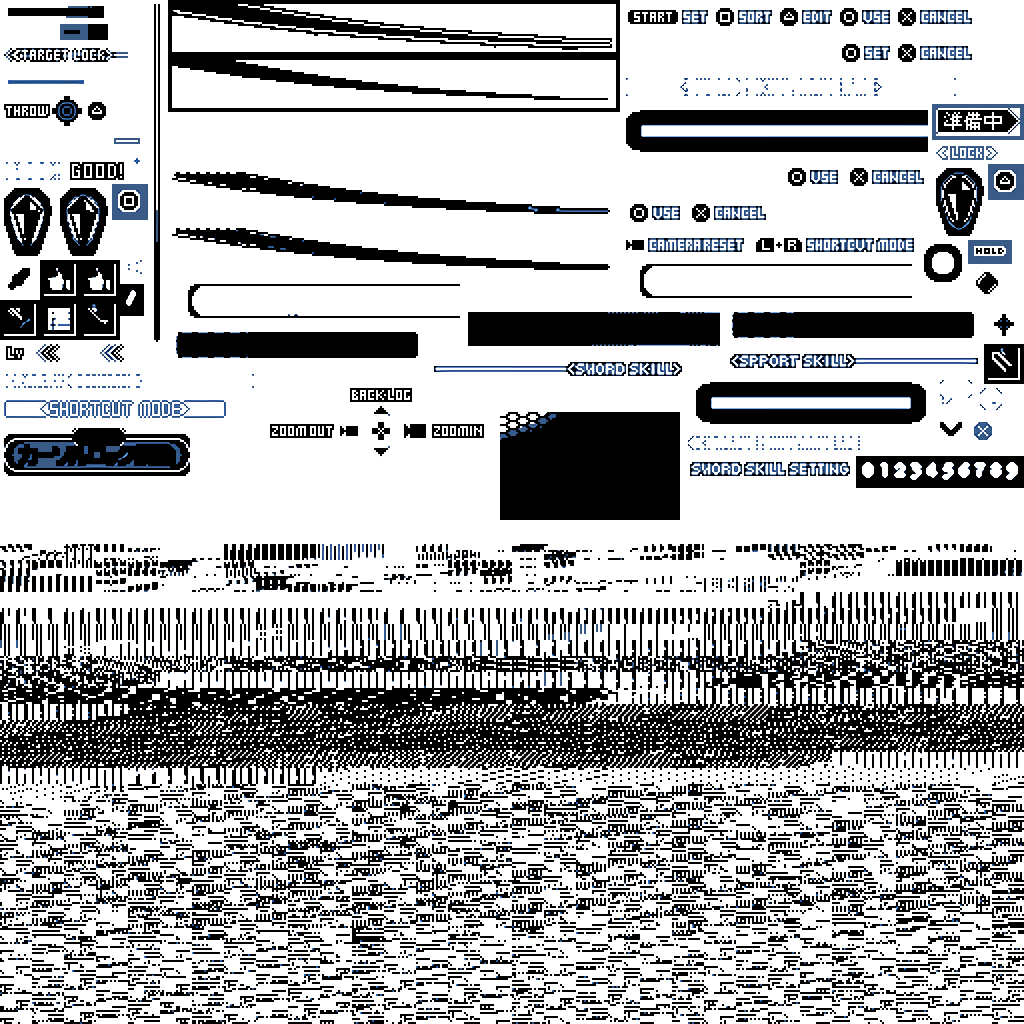 START SET SORT EDIT USE CANCEL
SET CANCEL
TARGET LOCK
THROW
準備中
LOCK
GOOD!
USE CANCEL
USE CANCEL
CAMERA RESET L+R SHORTCUT MODE
HOLD
Lv
SWORD SKILL
SPPORT SKILL
BACK LOG
SHORTCUT MODE
ZOOM OUT ZOOM IN
SWORD SKILL SETTING 0123456789